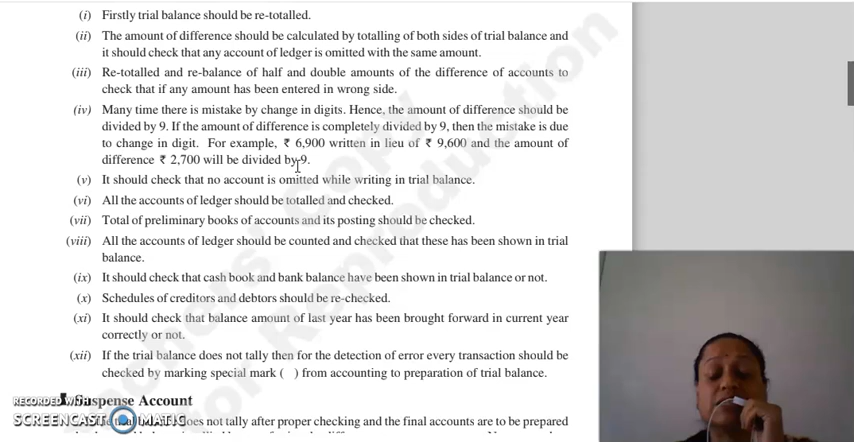 (i) Firstly trial balance should be re-totalled.
(ii) The amount of difference should be calculated by totalling of both sides of trial balance and
it should check that any account of ledger is omitted with the same amount.
(iii) Re-totalled and re-balance of half and double amounts of the difference of accounts to
check that if any amount has been entered in wrong side.
(iv) Many time there is mistake by change in digits. Hence, the amount of difference should be
divided by 9. If the amount of difference is completely divided by 9, then the mistake is due
to change in digit. For example, ₹ 6,900 written in lieu of ₹ 9,600 and the amount of
difference ₹ 2,700 will be divided by 9.
(v) It should check that no account is omitted while writing in trial balance.
(vi) All the accounts of ledger should be totalled and checked.
(vii) Total of preliminary books of accounts and its posting should be checked.
(viii) All the accounts of ledger should be counted and checked that these has been shown in trial
balance.
(ix) It should check that cash book and bank balance have been shown in trial balance or not.
(x) Schedules of creditors and debtors should be re-checked.
(xi) It should check that balance amount of last year has been brought forward in current year
correctly or not.
(xii) If the trial balance does not tally then for the detection of error every transaction should be
checked by marking special mark ( ) from accounting to preparation of trial balance.
Suspense Account
does not tally after proper checking and the final accounts are to be prepared
RECORDED WITH
SCREENCAST MATIC
Teachers' Copy
Reproduction